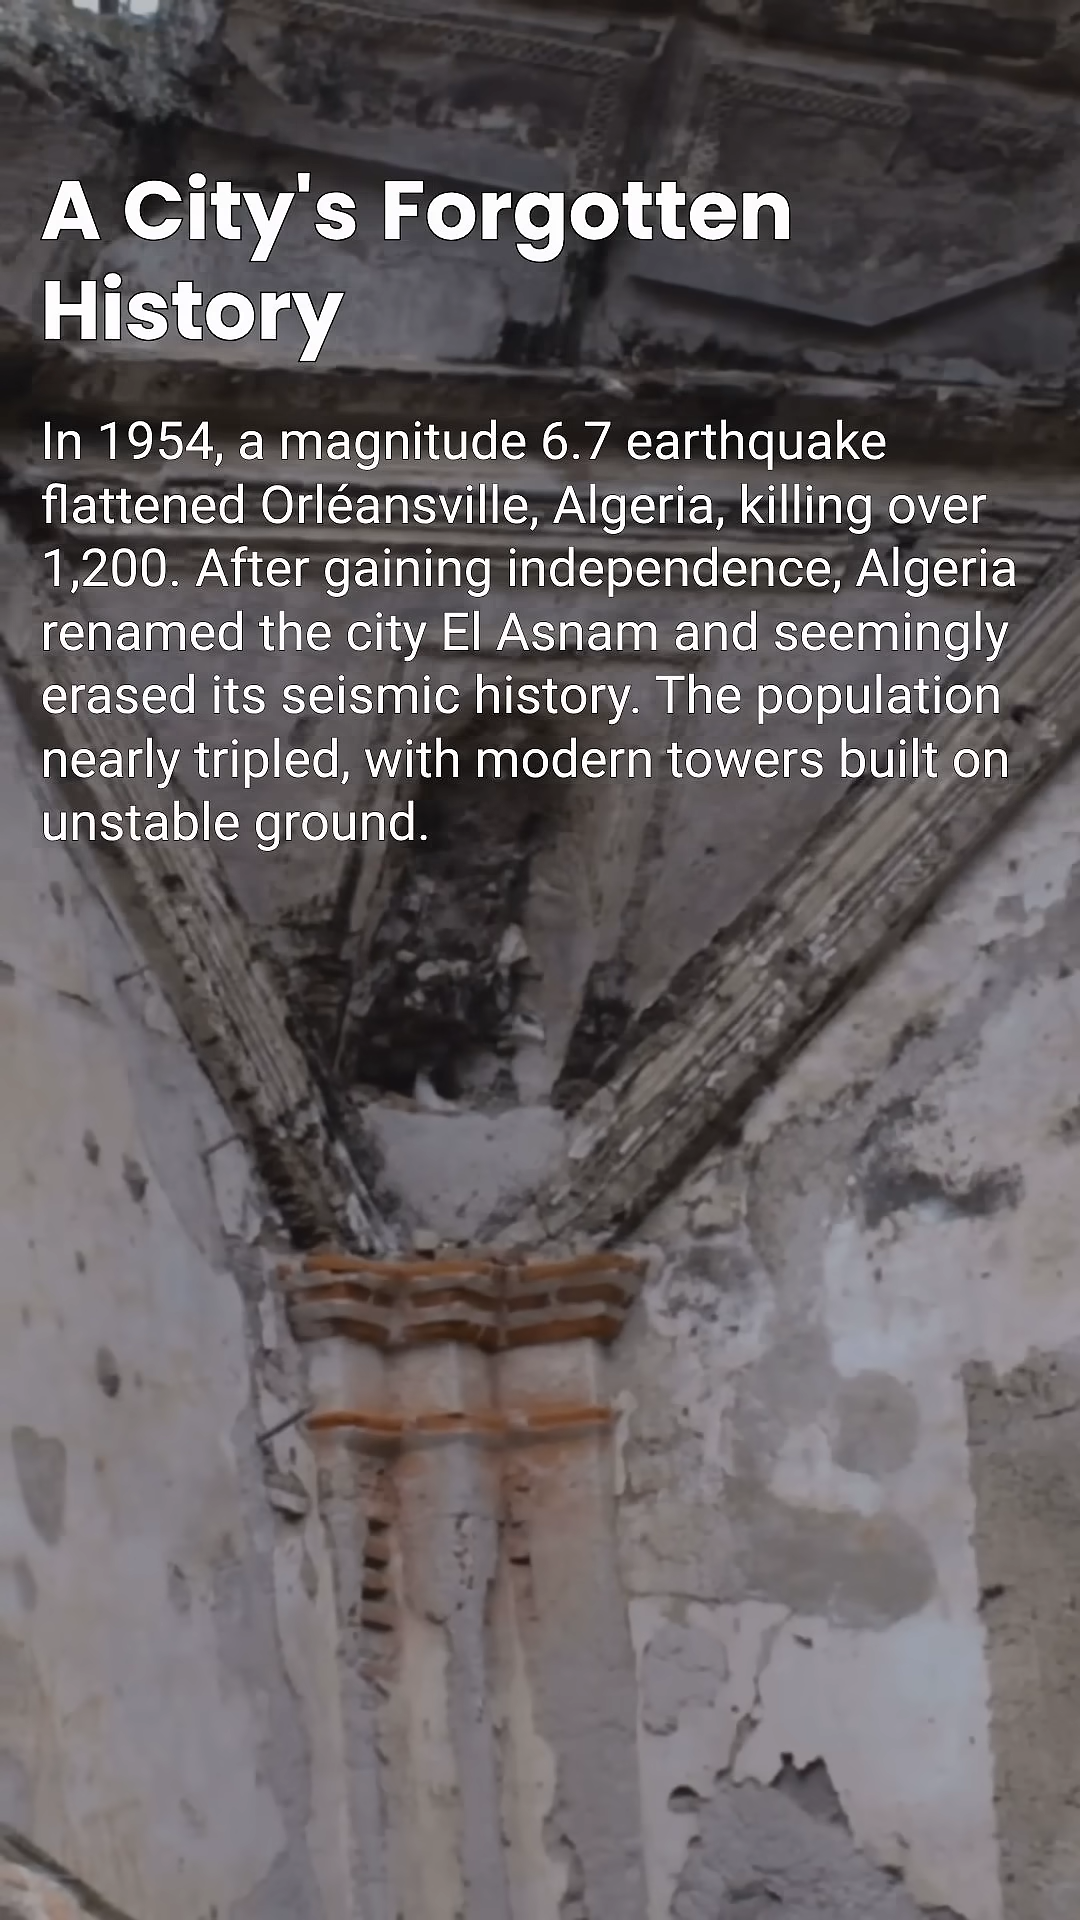 A City's Forgotten
History
In 1954, a magnitude 6.7 earthquake
flattened Orléansville, Algeria, killing over
1,200. After gaining independence, Algeria
renamed the city El Asnam and seemingly
erased its seismic history. The population
nearly tripled, with modern towers built on
unstable ground.